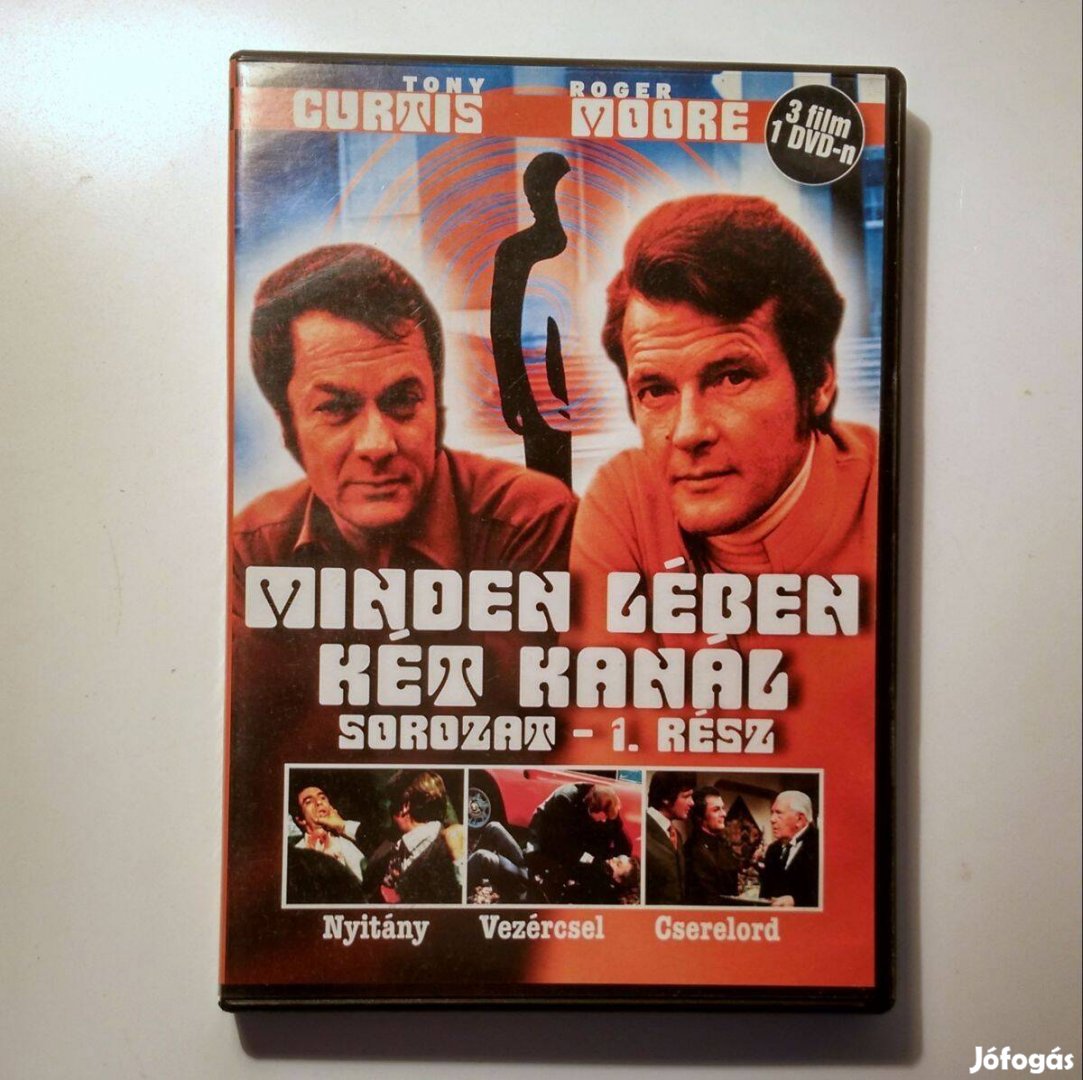 TONY
CURTIS
ROGER
MOORE
3 film
1 DVD-n
MINDEN LÉBEN
KÉT KANÁL
SOROZAT - 1. RÉSZ
Nyitány
Vezércsel
Cserelord
Jófogás